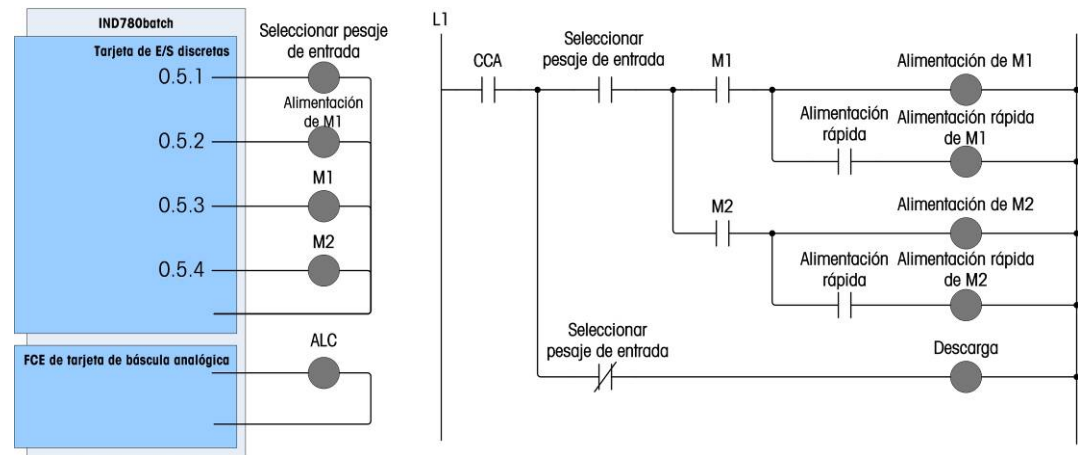 IND780batch
Tarjeta de E/S discretas
Seleccionar pesaje
de entrada
0.5.1
Alimentación
de M1
0.5.2
M1
0.5.3
M2
0.5.4
ALC
FCE de tarjeta de báscula analógica
L1
CCA
Seleccionar
pesaje de entrada
M1
Alimentación de M1
Alimentación
rápida
Alimentación rápida
de M1
M2
Alimentación de M2
Alimentación
rápida
Alimentación rápida
de M2
Seleccionar
pesaje de entrada
Descarga